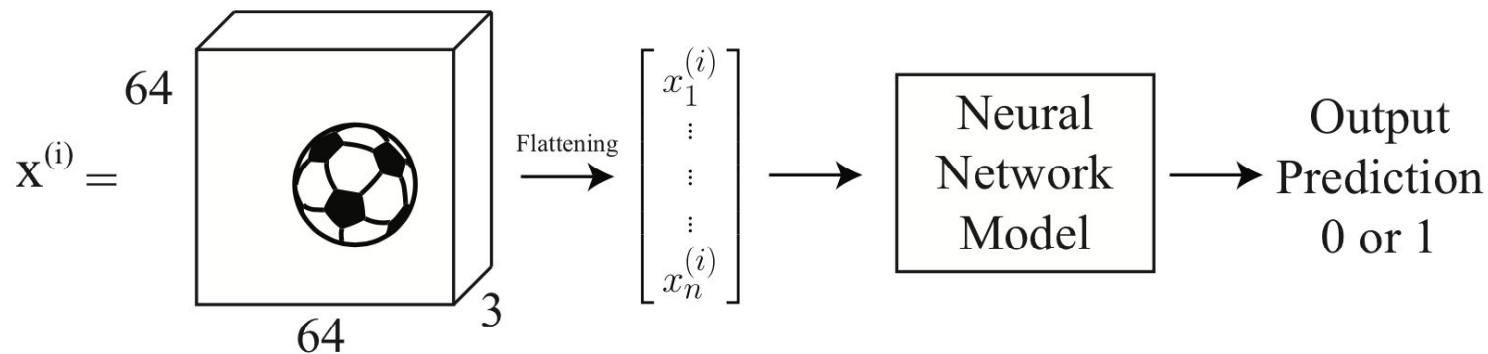 x^(i) =
64
64
3
Flattening
x_1^(i)
⋮
⋮
⋮
x_n^(i)
Neural
Network
Model
Output
Prediction
0 or 1